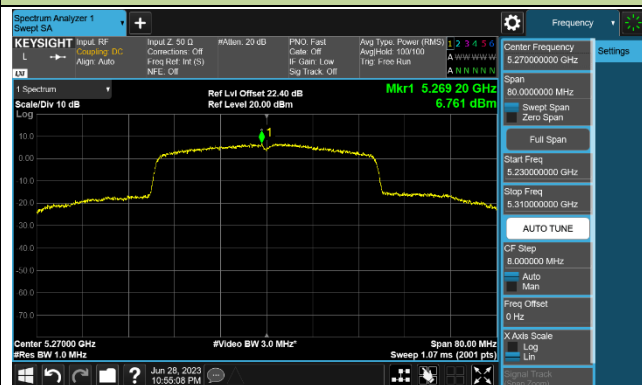 Spectrum Analyzer 1
Swept SA
+
Frequency
KEYSIGHT
L
Input: RF
Coupling: DC
Align: Auto
Input Z: 50 Ω
Corrections: Off
Freq Ref: Int (S)
NFE: Off
#Atten: 20 dB
PNO: Fast
Gate: Off
IF Gain: Low
Sig Track: Off
Avg Type: Power (RMS)
Avg|Hold: 100/100
Trig: Free Run
1 2 3 4 5 6
A W W W W W
A N N N N N
Center Frequency
5.270000000 GHz
Settings
Span
80.0000000 MHz
Swept Span
Zero Span
Full Span
Start Freq
5.230000000 GHz
Stop Freq
5.310000000 GHz
AUTO TUNE
CF Step
8.000000 MHz
Auto
Man
Freq Offset
0 Hz
X Axis Scale
Log
Lin
Signal Track
(Span Zoom)
1 Spectrum
Scale/Div 10 dB
Log
Ref Lvl Offset 22.40 dB
Ref Level 20.00 dBm
Mkr1 5.269 20 GHz
6.761 dBm
1
10.0
0.00
-10.0
-20.0
-30.0
-40.0
-50.0
-60.0
-70.0
Center 5.27000 GHz
#Res BW 1.0 MHz
#Video BW 3.0 MHz*
Span 80.00 MHz
Sweep 1.07 ms (2001 pts)
?
Jun 28, 2023
10:55:08 PM